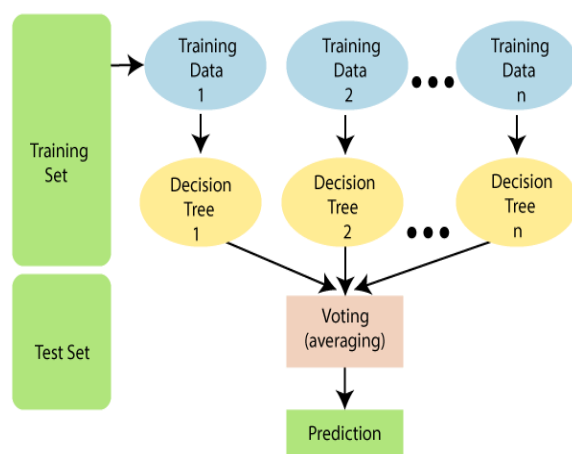 Training
Set
Training
Data
1
Training
Data
2
Training
Data
n
Decision
Tree
1
Decision
Tree
2
Decision
Tree
n
Test Set
Voting
(averaging)
Prediction